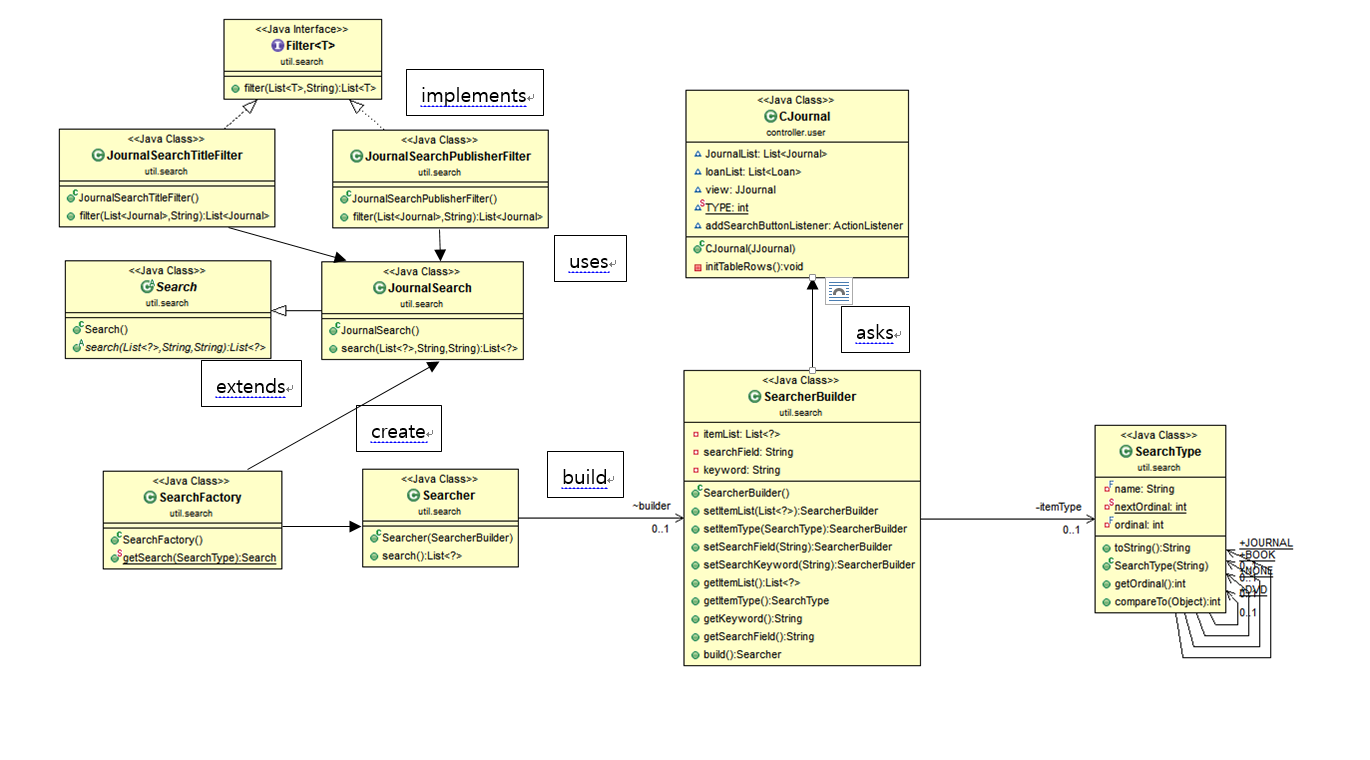 <<Java Interface>>
Filter<T>
util.search
filter(List<T>,String):List<T>
implements
<<Java Class>>
JournalSearchTitleFilter
util.search
JournalSearchTitleFilter()
filter(List<Journal>,String):List<Journal>
<<Java Class>>
JournalSearchPublisherFilter
util.search
JournalSearchPublisherFilter()
filter(List<Journal>,String):List<Journal>
uses
<<Java Class>>
Search
util.search
Search()
search(List<?>,String,String):List<?>
<<Java Class>>
JournalSearch
util.search
JournalSearch()
search(List<?>,String,String):List<?>
extends
create
<<Java Class>>
SearchFactory
util.search
SearchFactory()
getSearch(SearchType):Search
<<Java Class>>
Searcher
util.search
Searcher(SearcherBuilder)
search():List<?>
build
~builder
0..1
<<Java Class>>
CJournal
controller.user
JournalList: List<Journal>
loanList: List<Loan>
view: JJournal
TYPE: int
addSearchButtonListener: ActionListener
CJournal(JJournal)
initTableRows():void
asks
<<Java Class>>
SearcherBuilder
util.search
itemList: List<?>
searchField: String
keyword: String
SearcherBuilder()
setItemList(List<?>):SearcherBuilder
setItemType(SearchType):SearcherBuilder
setSearchField(String):SearcherBuilder
setSearchKeyword(String):SearcherBuilder
getItemList():List<?>
getItemType():SearchType
getKeyword():String
getSearchField():String
build():Searcher
-itemType
0..1
<<Java Class>>
SearchType
util.search
name: String
nextOrdinal: int
ordinal: int
toString():String
SearchType(String)
getOrdinal():int
compareTo(Object):int
+JOURNAL
+BOOK
+NONE
+DVD
0..1